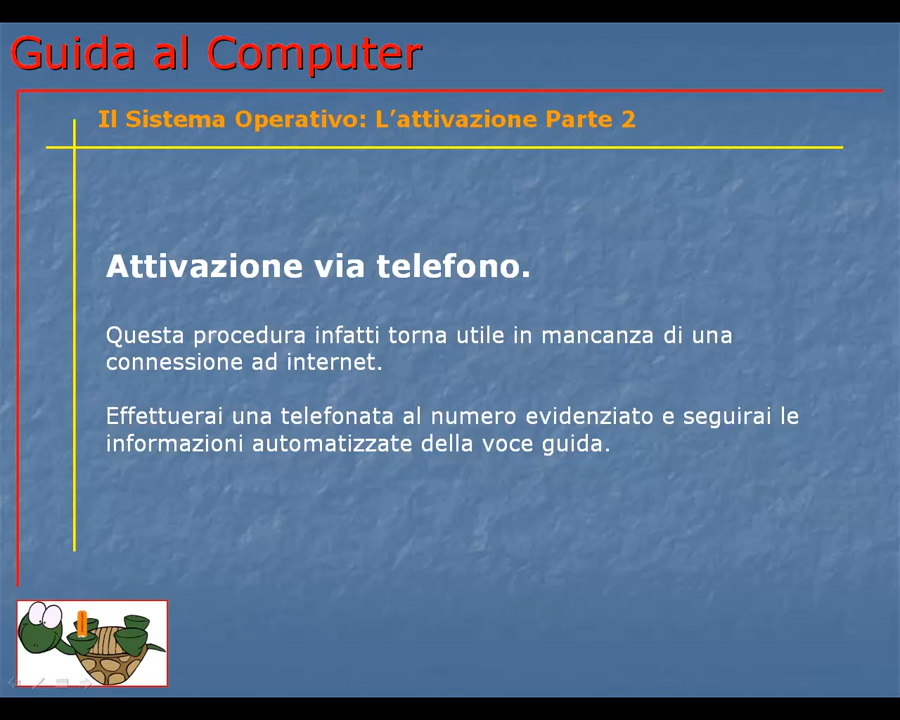 Guida al Computer
Il Sistema Operativo: L’attivazione Parte 2
Attivazione via telefono.
Questa procedura infatti torna utile in mancanza di una
connessione ad internet.
Effettuerai una telefonata al numero evidenziato e seguirai le
informazioni automatizzate della voce guida.